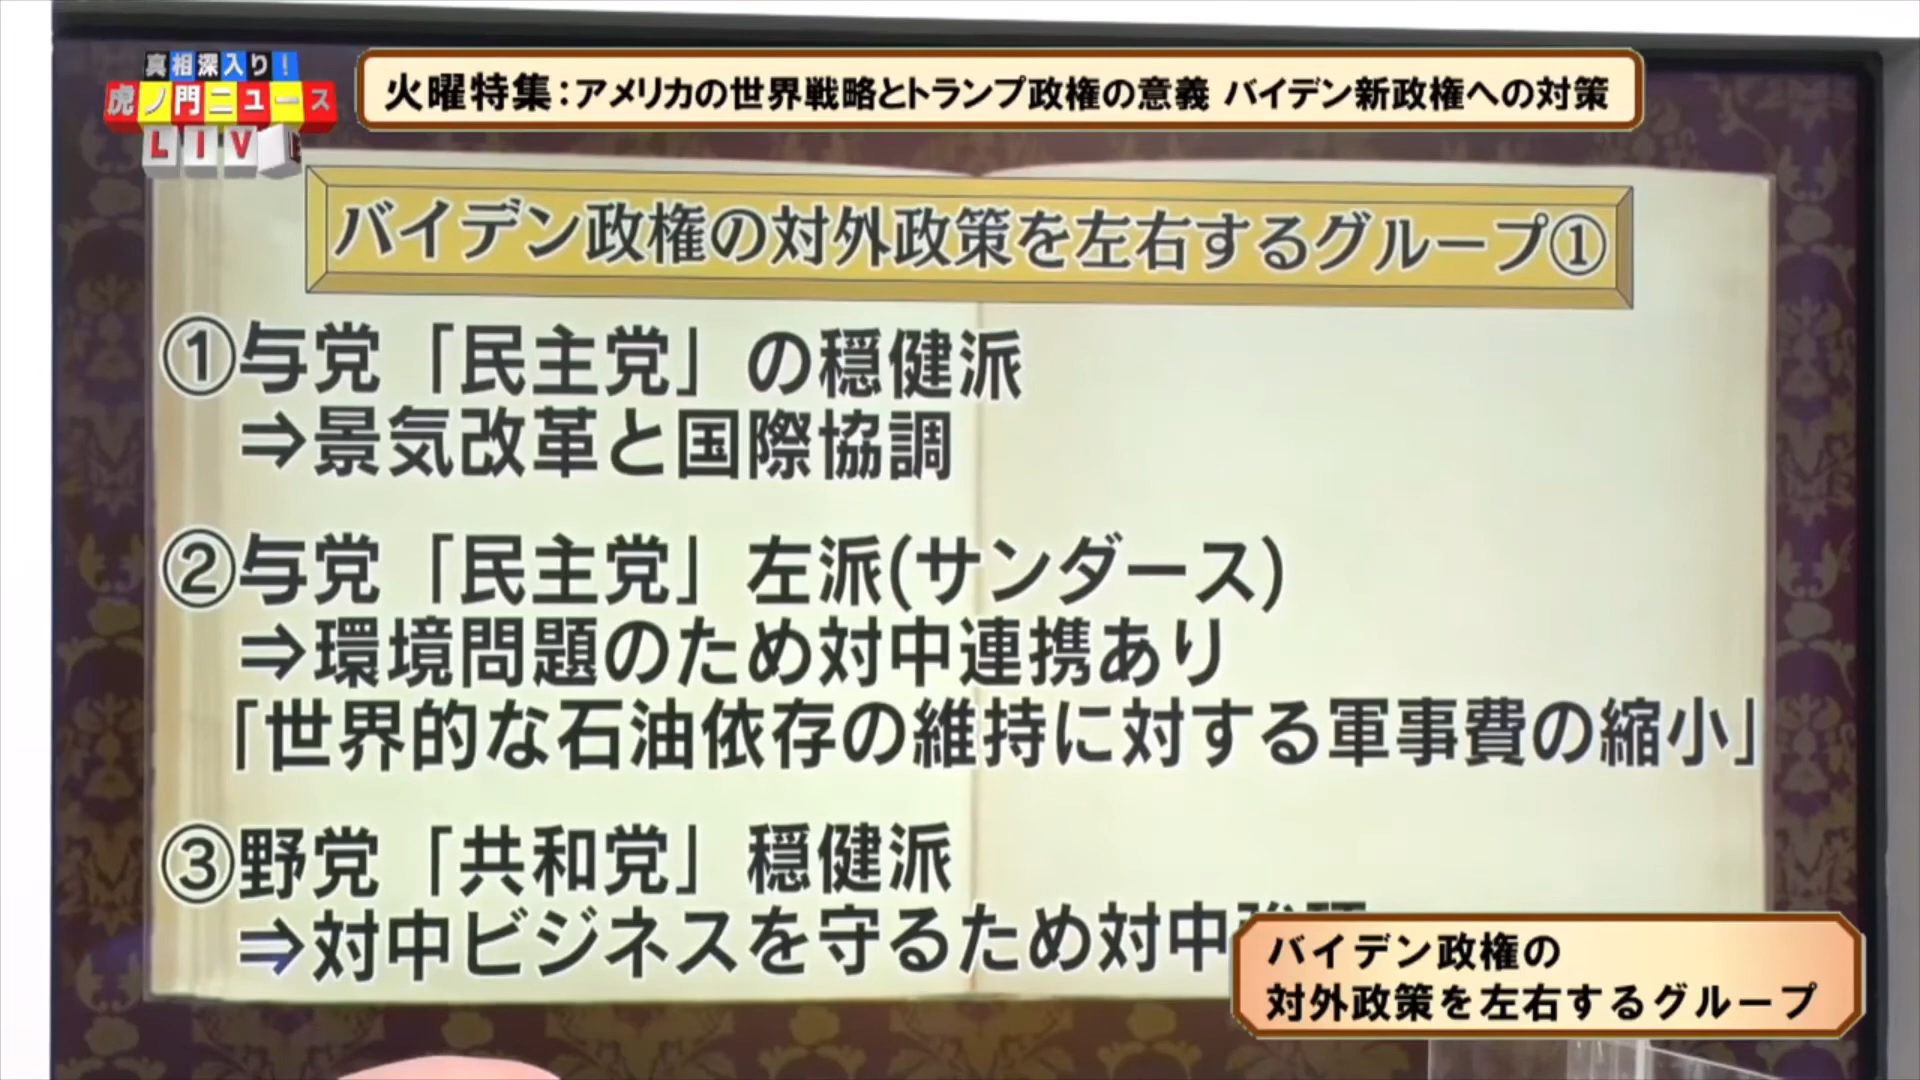 真相深入り!
虎ノ門ニュース
LIV
火曜特集:アメリカの世界戦略とトランプ政権の意義 バイデン新政権への対策
バイデン政権の対外政策を左右するグループ①
①与党「民主党」の穏健派
⇒景気改革と国際協調
②与党「民主党」左派(サンダース)
⇒環境問題のため対中連携あり
「世界的な石油依存の維持に対する軍事費の縮小」
③野党「共和党」穏健派
⇒対中ビジネスを守るため対中
バイデン政権の
対外政策を左右するグループ